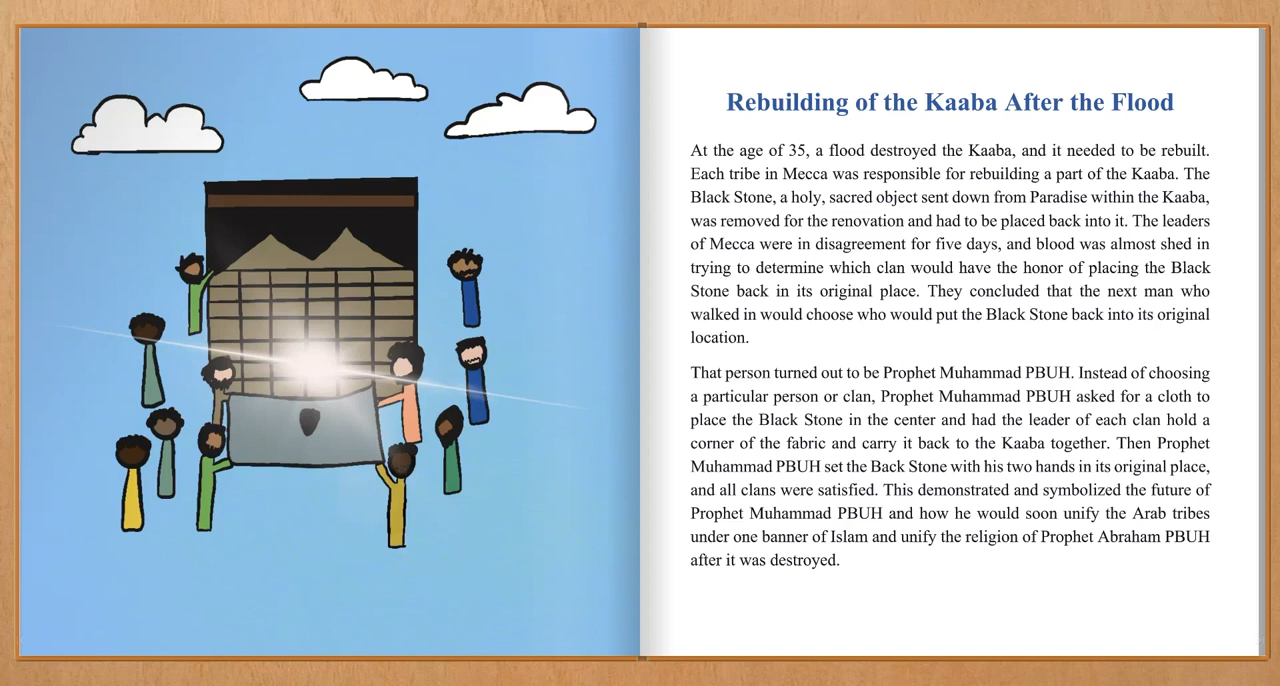 Rebuilding of the Kaaba After the Flood
At the age of 35, a flood destroyed the Kaaba, and it needed to be rebuilt.
Each tribe in Mecca was responsible for rebuilding a part of the Kaaba. The
Black Stone, a holy, sacred object sent down from Paradise within the Kaaba,
was removed for the renovation and had to be placed back into it. The leaders
of Mecca were in disagreement for five days, and blood was almost shed in
trying to determine which clan would have the honor of placing the Black
Stone back in its original place. They concluded that the next man who
walked in would choose who would put the Black Stone back into its original
location.
That person turned out to be Prophet Muhammad PBUH. Instead of choosing
a particular person or clan, Prophet Muhammad PBUH asked for a cloth to
place the Black Stone in the center and had the leader of each clan hold a
corner of the fabric and carry it back to the Kaaba together. Then Prophet
Muhammad PBUH set the Back Stone with his two hands in its original place,
and all clans were satisfied. This demonstrated and symbolized the future of
Prophet Muhammad PBUH and how he would soon unify the Arab tribes
under one banner of Islam and unify the religion of Prophet Abraham PBUH
after it was destroyed.